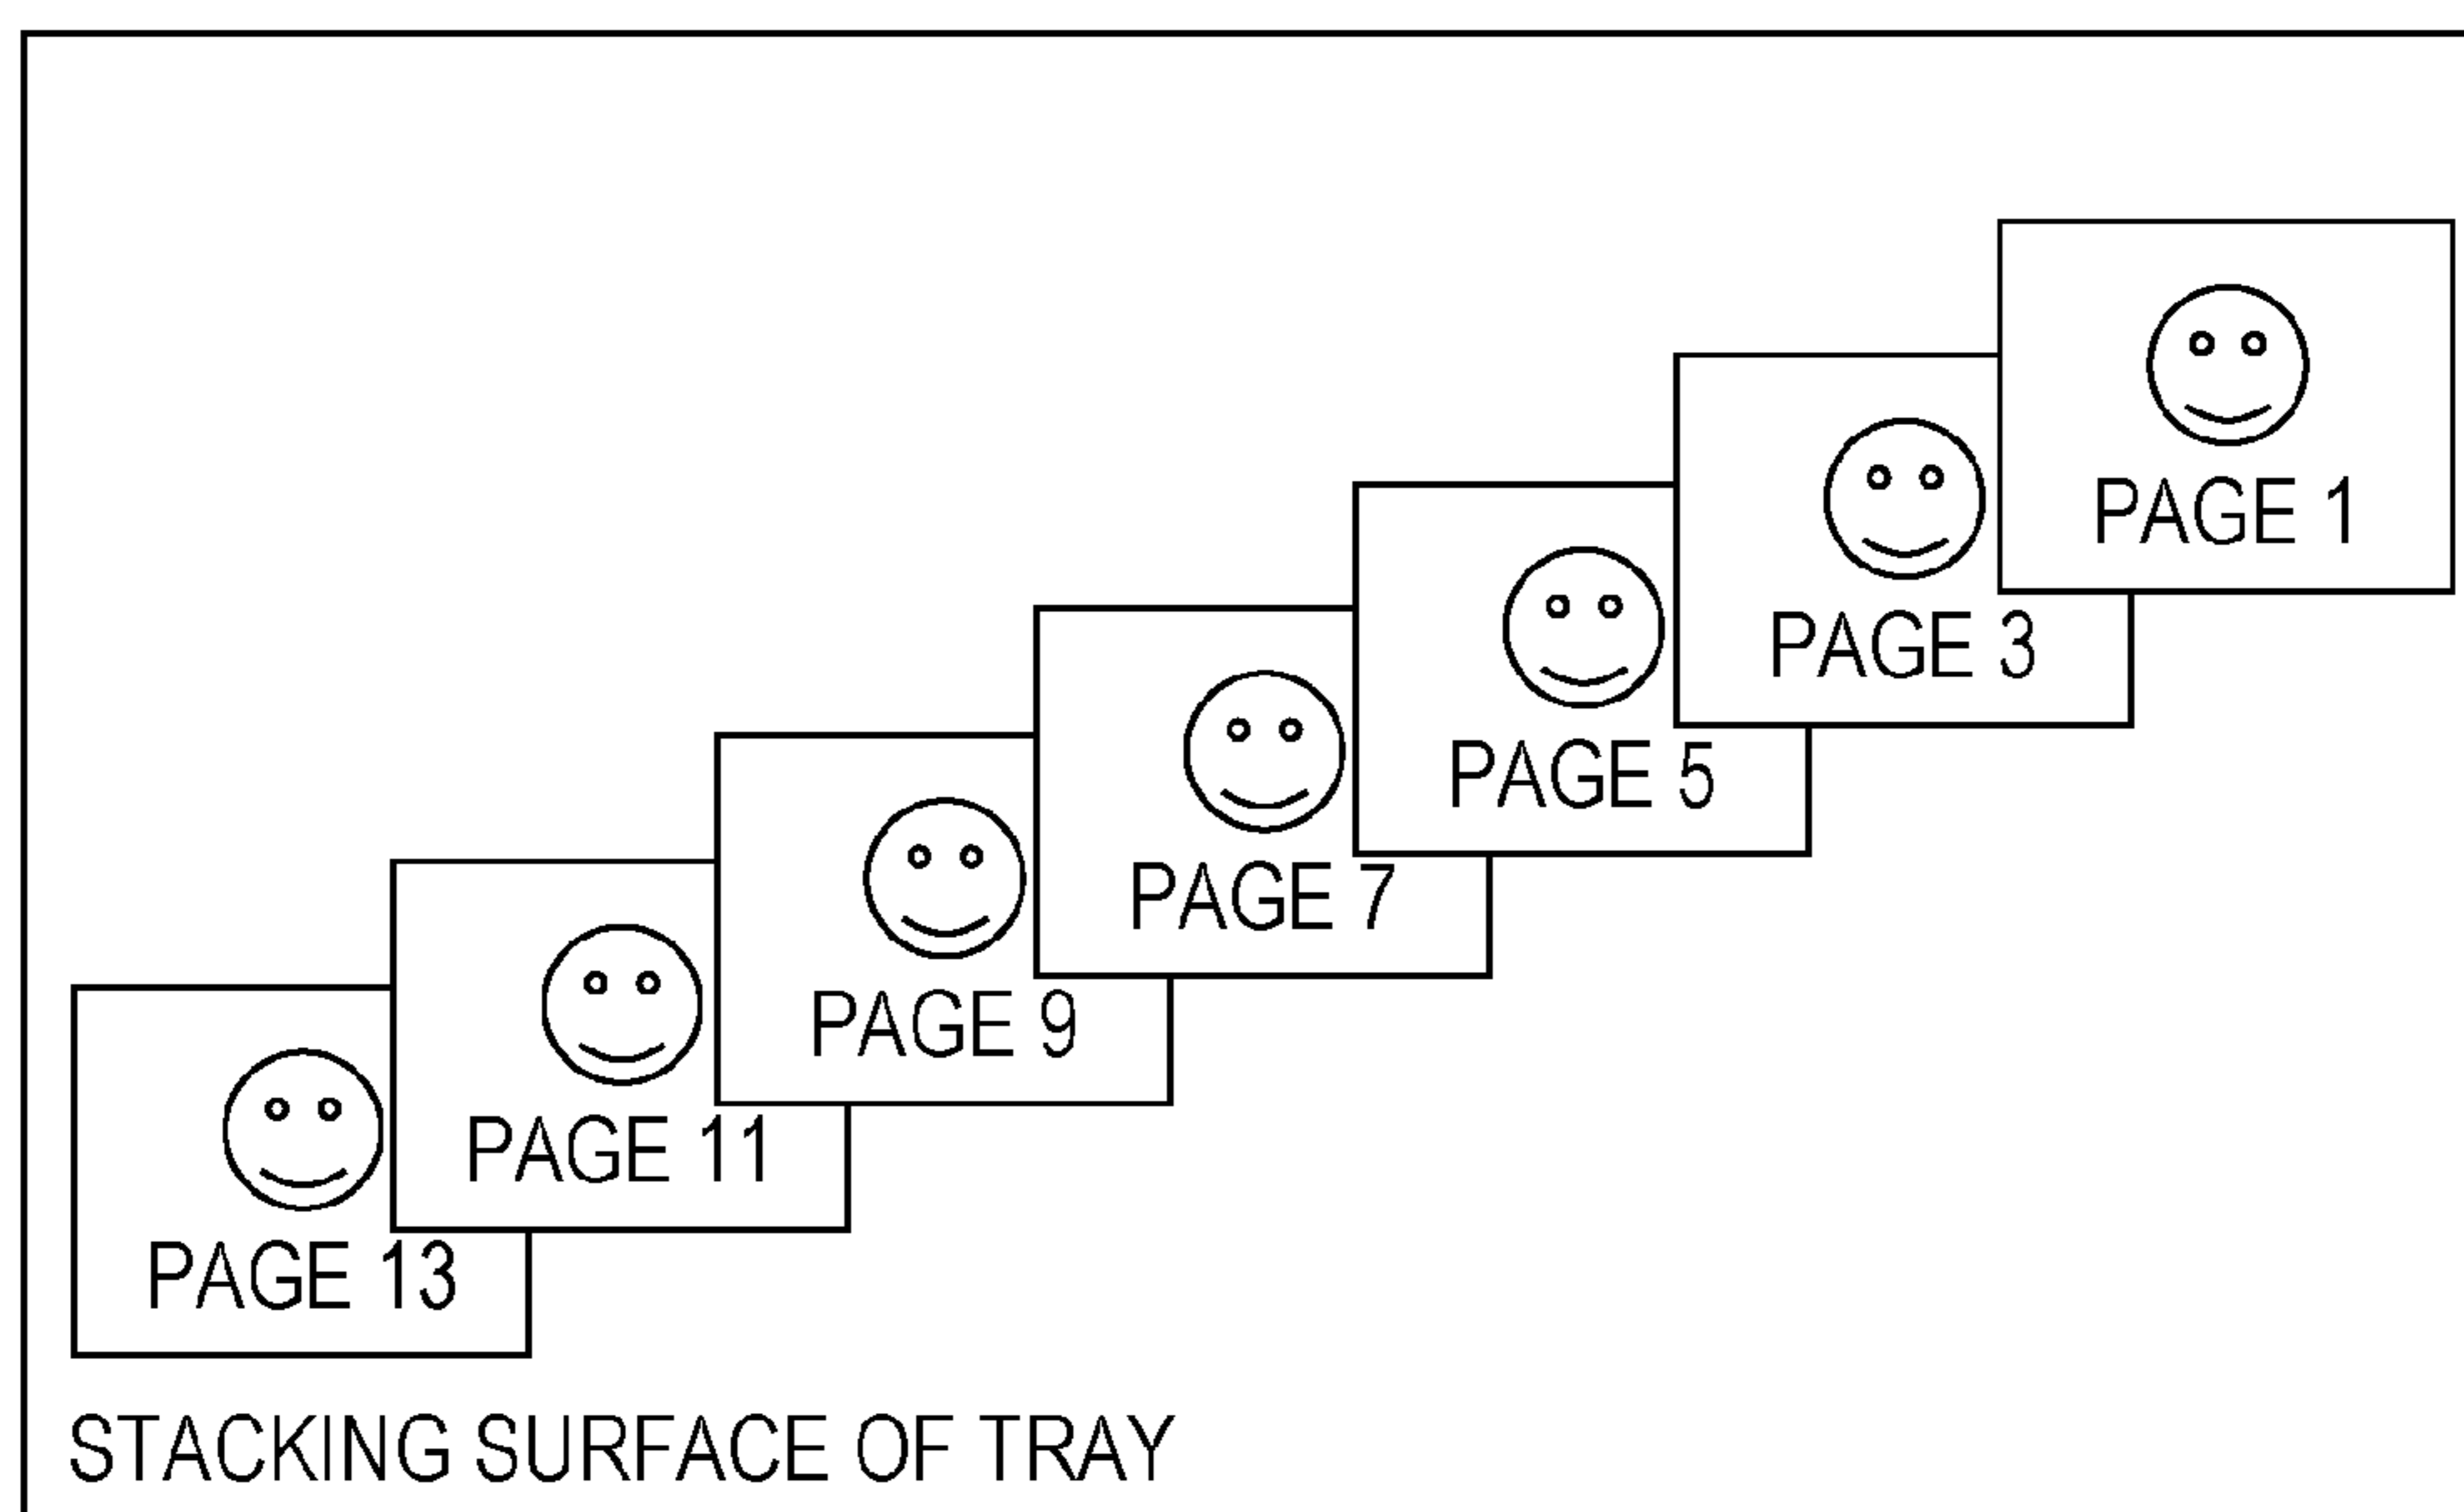 PAGE 1
PAGE 3
PAGE 5
PAGE 7
PAGE 9
PAGE 11
PAGE 13
STACKING SURFACE OF TRAY